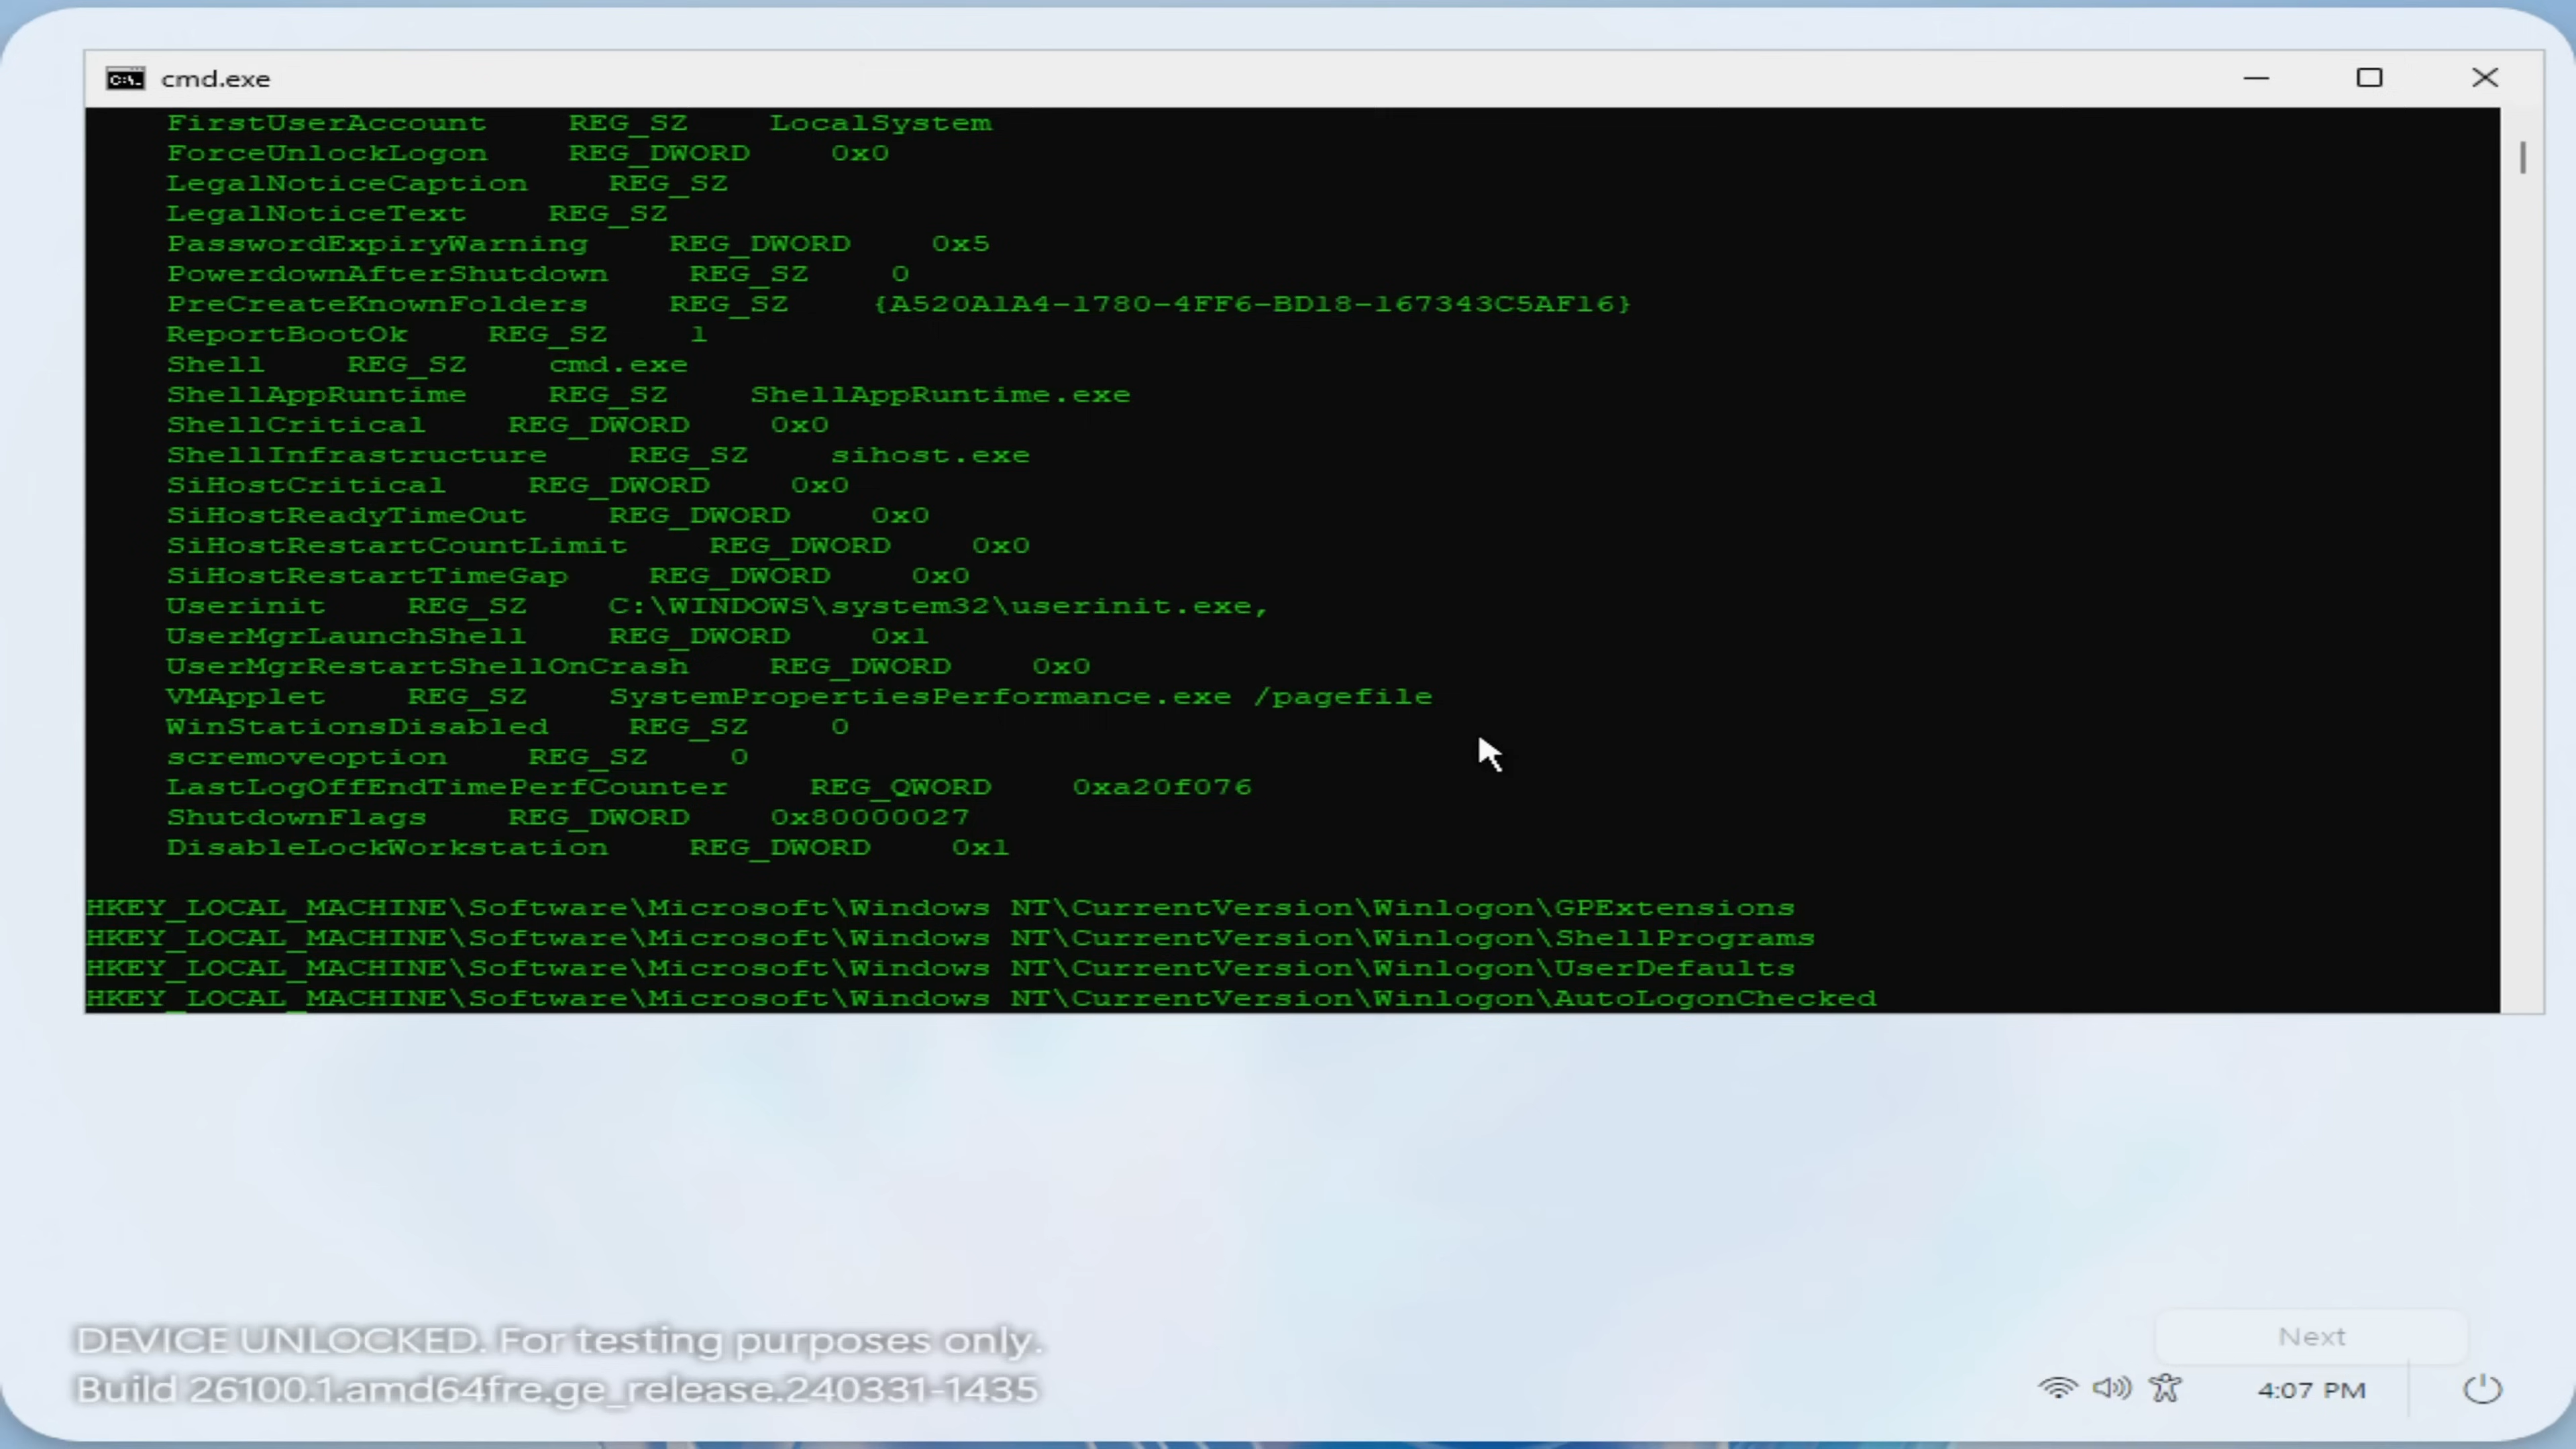 cmd.exe
FirstUserAccount    REG_SZ    LocalSystem
ForceUnlockLogon    REG_DWORD    0x0
LegalNoticeCaption    REG_SZ
LegalNoticeText    REG_SZ
PasswordExpiryWarning    REG_DWORD    0x5
PowerdownAfterShutdown    REG_SZ    0
PreCreateKnownFolders    REG_SZ    {A520A1A4-1780-4FF6-BD18-167343C5AF16}
ReportBootOk    REG_SZ    1
Shell    REG_SZ    cmd.exe
ShellAppRuntime    REG_SZ    ShellAppRuntime.exe
ShellCritical    REG_DWORD    0x0
ShellInfrastructure    REG_SZ    sihost.exe
SiHostCritical    REG_DWORD    0x0
SiHostReadyTimeOut    REG_DWORD    0x0
SiHostRestartCountLimit    REG_DWORD    0x0
SiHostRestartTimeGap    REG_DWORD    0x0
Userinit    REG_SZ    C:\WINDOWS\system32\userinit.exe,
UserMgrLaunchShell    REG_DWORD    0x1
UserMgrRestartShellOnCrash    REG_DWORD    0x0
VMApplet    REG_SZ    SystemPropertiesPerformance.exe /pagefile
WinStationsDisabled    REG_SZ    0
scremoveoption    REG_SZ    0
LastLogOffEndTimePerfCounter    REG_QWORD    0xa20f076
ShutdownFlags    REG_DWORD    0x80000027
DisableLockWorkstation    REG_DWORD    0x1
HKEY_LOCAL_MACHINE\Software\Microsoft\Windows NT\CurrentVersion\Winlogon\GPExtensions
HKEY_LOCAL_MACHINE\Software\Microsoft\Windows NT\CurrentVersion\Winlogon\ShellPrograms
HKEY_LOCAL_MACHINE\Software\Microsoft\Windows NT\CurrentVersion\Winlogon\UserDefaults
HKEY_LOCAL_MACHINE\Software\Microsoft\Windows NT\CurrentVersion\Winlogon\AutoLogonChecked
DEVICE UNLOCKED. For testing purposes only.
Build 26100.1.amd64fre.ge_release.240331-1435
Next
4:07 PM